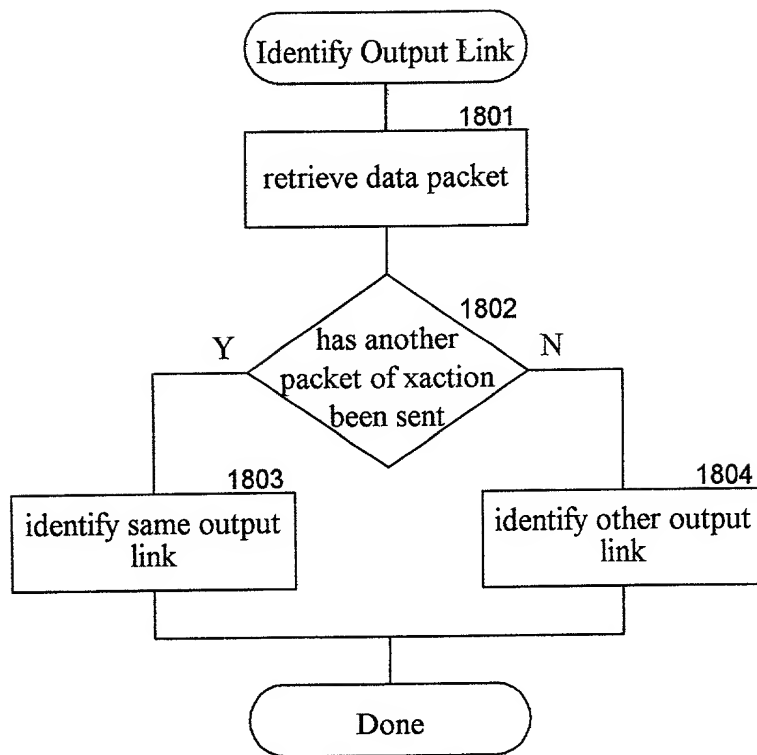 Identify Output Link
1801
retrieve data packet
1802
Y
has another
N
packet of xaction
been sent
1803
identify same output
link
1804
identify other output
link
Done